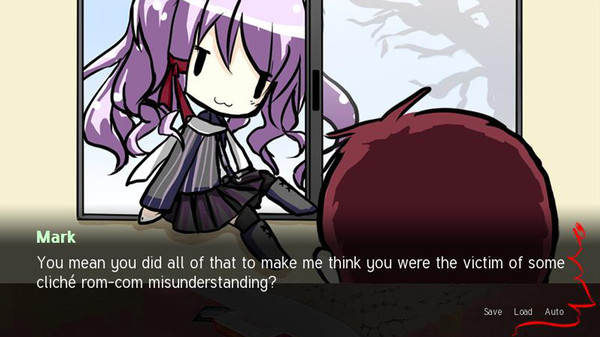 Mark
You mean you did all of that to make me think you were the victim of some
cliché rom-com misunderstanding?
Save Load Auto